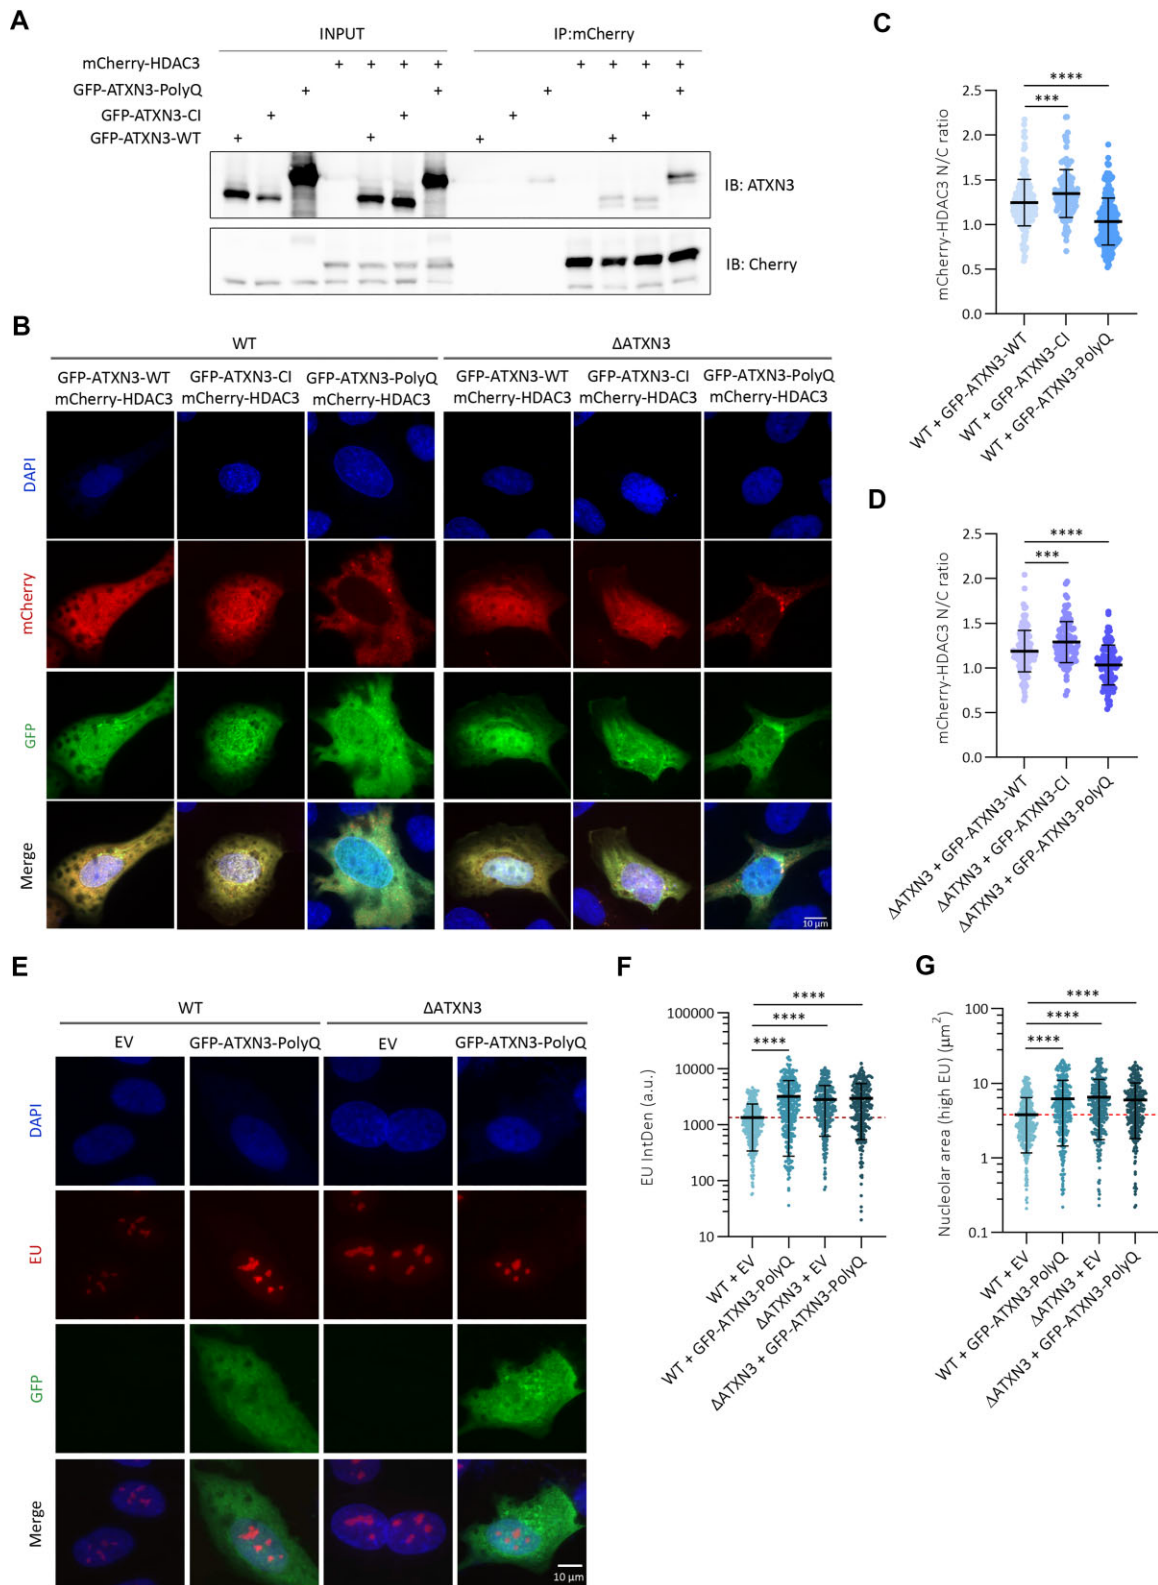 A
INPUT IP:mCherry
mCherry-HDAC3 + + + + + + + +
GFP-ATXN3-PolyQ + + + +
GFP-ATXN3-CI + + + +
GFP-ATXN3-WT + + + +
IB: ATXN3
IB: Cherry
B
WT ΔATXN3
GFP-ATXN3-WT GFP-ATXN3-CI GFP-ATXN3-PolyQ GFP-ATXN3-WT GFP-ATXN3-CI GFP-ATXN3-PolyQ
mCherry-HDAC3 mCherry-HDAC3 mCherry-HDAC3 mCherry-HDAC3 mCherry-HDAC3 mCherry-HDAC3
DAPI
mCherry
GFP
Merge
10 μm
C
mCherry-HDAC3 N/C ratio
2.5
2.0
1.5
1.0
0.5
0.0
****
***
WT + GFP-ATXN3-WT
WT + GFP-ATXN3-CI
WT + GFP-ATXN3-PolyQ
D
mCherry-HDAC3 N/C ratio
2.5
2.0
1.5
1.0
0.5
0.0
****
***
ΔATXN3 + GFP-ATXN3-WT
ΔATXN3 + GFP-ATXN3-CI
ΔATXN3 + GFP-ATXN3-PolyQ
E
WT ΔATXN3
EV GFP-ATXN3-PolyQ EV GFP-ATXN3-PolyQ
DAPI
EU
GFP
Merge
10 μm
F
EU IntDen (a.u.)
100000
10000
1000
100
10
****
****
****
WT + EV
WT + GFP-ATXN3-PolyQ
ΔATXN3 + EV
ΔATXN3 + GFP-ATXN3-PolyQ
G
Nucleolar area (high EU) (μm²)
100
10
1
0.1
****
****
****
WT + EV
WT + GFP-ATXN3-PolyQ
ΔATXN3 + EV
ΔATXN3 + GFP-ATXN3-PolyQ